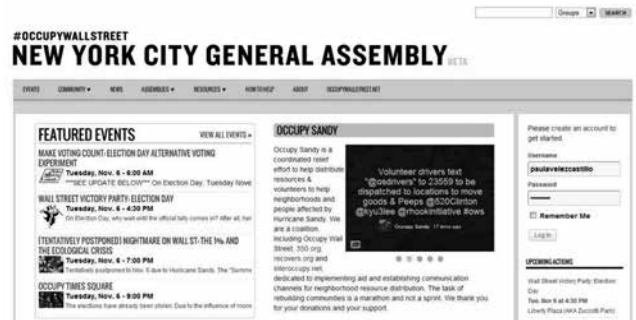 Groups SEARCH
#OCCUPYWALLSTREET
NEW YORK CITY GENERAL ASSEMBLY BETA
EVENTS COMMUNITY NEWS ASSEMBLIES RESOURCES HOW TO HELP ABOUT OCCUPYWALLSTREET.NET
FEATURED EVENTS VIEW ALL EVENTS »
MAKE VOTING COUNT: ELECTION DAY ALTERNATIVE VOTING
EXPERIMENT
Tuesday, Nov. 6 - 6:00 AM
***SEE UPDATE BELOW*** On Election Day, Tuesday Nove
WALL STREET VICTORY PARTY: ELECTION DAY
Tuesday, Nov. 6 - 4:30 PM
On Election Day, why wait until the official tally comes in? After all, her
(TENTATIVELY POSTPONED) NIGHTMARE ON WALL ST - THE 1% AND
THE ECOLOGICAL CRISIS
Tuesday, Nov. 6 - 7:00 PM
Tentatively postponed to Nov. 6 due to Hurricane Sandy. The "Summe
OCCUPY TIMES SQUARE
Tuesday, Nov. 6 - 9:00 PM
The elections have already been stolen. Due to the influence of mone
OCCUPY SANDY
Occupy Sandy is a
coordinated relief
effort to help distribute
resources &
volunteers to help
neighborhoods and
people affected by
Hurricane Sandy. We
are a coalition,
including Occupy Wall
Street, 350.org,
recovers.org and
interoccupy.net,
dedicated to implementing aid and establishing communication
channels for neighborhood resource distribution. The task of
rebuilding communities is a marathon and not a sprint. We thank you
for your donations and your support.
Volunteer drivers text
"@osdrivers" to 23559 to be
dispatched to locations to move
goods & Peeps @520Clinton
@kyu3lee @rhookinitiative #ows
Occupy Sandy 17 mins ago
Please create an account to
get started.
Username
paulavelezcastillo
Password
Remember Me
Log In
UPCOMING ACTIONS
Wall Street Victory Party: Election
Day
Tue, Nov 6 at 4:30 PM
Liberty Plaza (AKA Zuccotti Park)